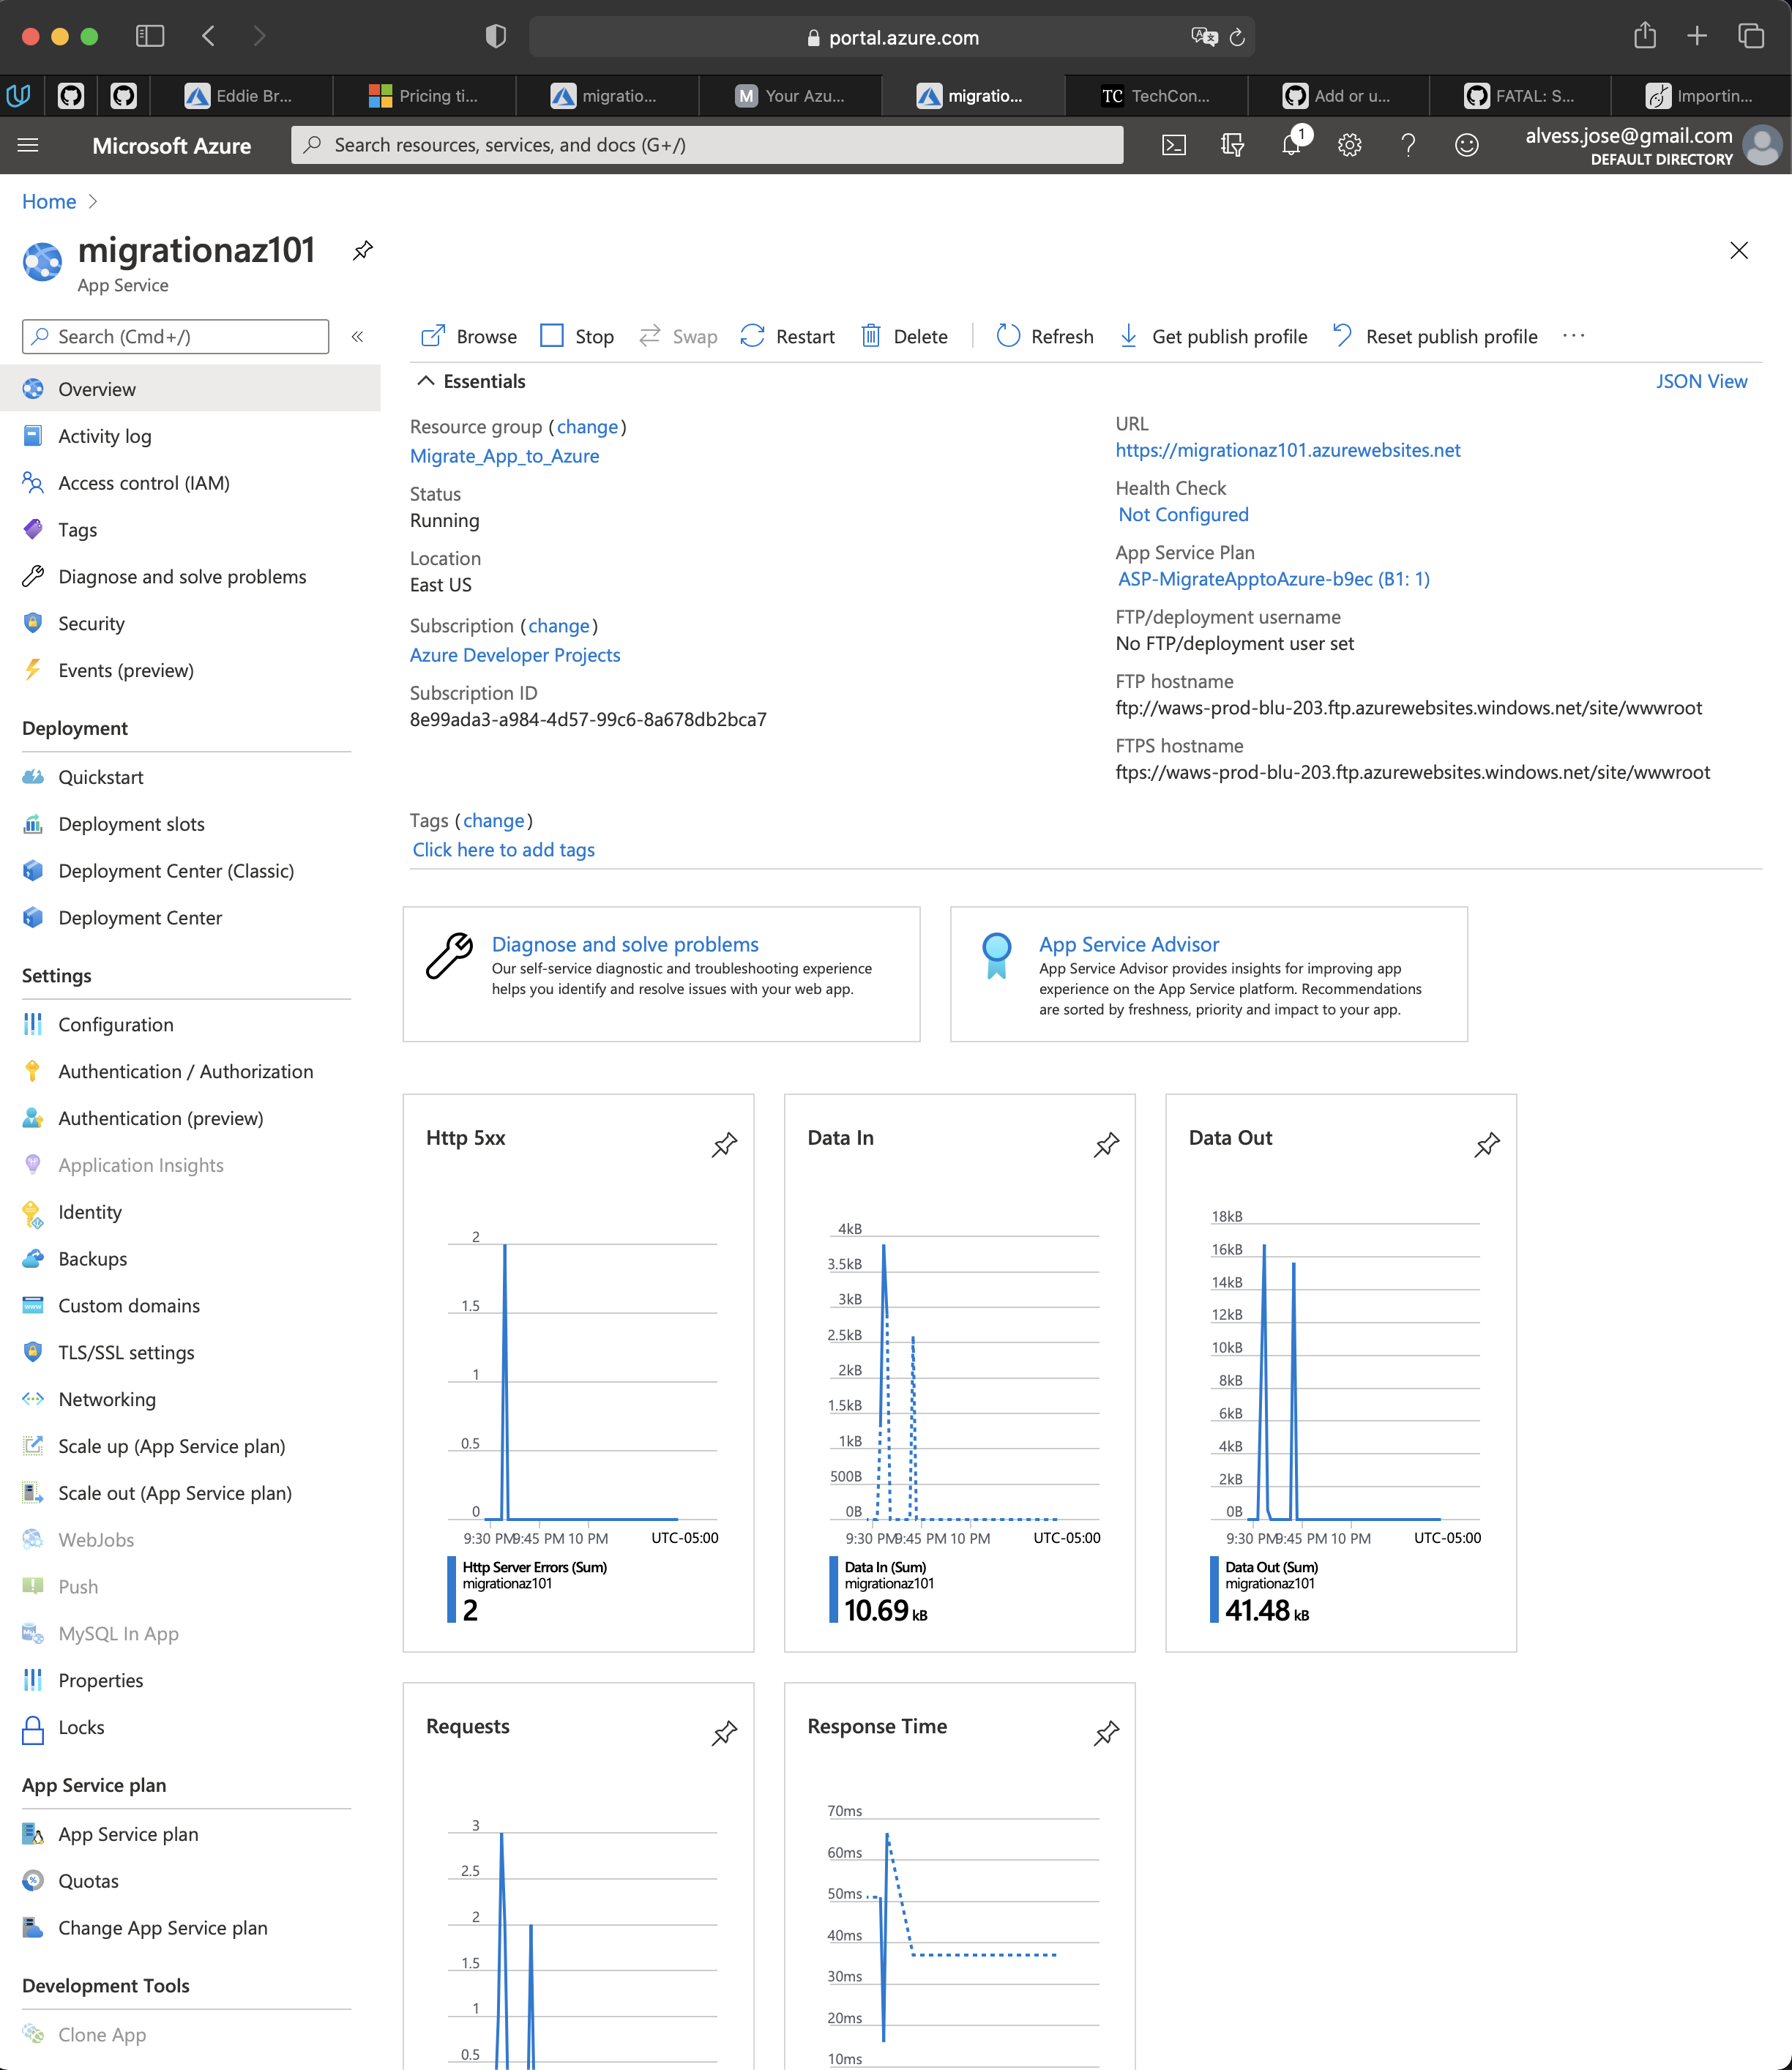 portal.azure.com
Eddie Br...
Pricing ti...
migratio...
M
Your Azu...
migratio...
TC
TechCon...
Add or u...
FATAL: S...
Importin...
Microsoft Azure
Search resources, services, and docs (G+/)
1
alvess.jose@gmail.com
DEFAULT DIRECTORY
Home
migrationaz101
App Service
Search (Cmd+/)
Overview
Activity log
Access control (IAM)
Tags
Diagnose and solve problems
Security
Events (preview)
Deployment
Quickstart
Deployment slots
Deployment Center (Classic)
Deployment Center
Settings
Configuration
Authentication / Authorization
Authentication (preview)
Application Insights
Identity
Backups
Custom domains
TLS/SSL settings
Networking
Scale up (App Service plan)
Scale out (App Service plan)
WebJobs
Push
MySQL In App
Properties
Locks
App Service plan
App Service plan
Quotas
Change App Service plan
Development Tools
Clone App
Browse
Stop
Swap
Restart
Delete
Refresh
Get publish profile
Reset publish profile
...
Essentials
JSON View
Resource group (change)
Migrate_App_to_Azure
Status
Running
Location
East US
Subscription (change)
Azure Developer Projects
Subscription ID
8e99ada3-a984-4d57-99c6-8a678db2bca7
URL
https://migrationaz101.azurewebsites.net
Health Check
Not Configured
App Service Plan
ASP-MigrateApptoAzure-b9ec (B1: 1)
FTP/deployment username
No FTP/deployment user set
FTP hostname
ftp://waws-prod-blu-203.ftp.azurewebsites.windows.net/site/wwwroot
FTPS hostname
ftps://waws-prod-blu-203.ftp.azurewebsites.windows.net/site/wwwroot
Tags (change)
Click here to add tags
Diagnose and solve problems
Our self-service diagnostic and troubleshooting experience
helps you identify and resolve issues with your web app.
App Service Advisor
App Service Advisor provides insights for improving app
experience on the App Service platform. Recommendations
are sorted by freshness, priority and impact to your app.
Http 5xx
2
1.5
1
0.5
0
9:30 PM 9:45 PM 10 PM UTC-05:00
Http Server Errors (Sum)
migrationaz101
2
Data In
4kB
3.5kB
3kB
2.5kB
2kB
1.5kB
1kB
500B
0B
9:30 PM 9:45 PM 10 PM UTC-05:00
Data In (Sum)
migrationaz101
10.69 kB
Data Out
18kB
16kB
14kB
12kB
10kB
8kB
6kB
4kB
2kB
0B
9:30 PM 9:45 PM 10 PM UTC-05:00
Data Out (Sum)
migrationaz101
41.48 kB
Requests
3
2.5
2
1.5
1
0.5
Response Time
70ms
60ms
50ms
40ms
30ms
20ms
10ms